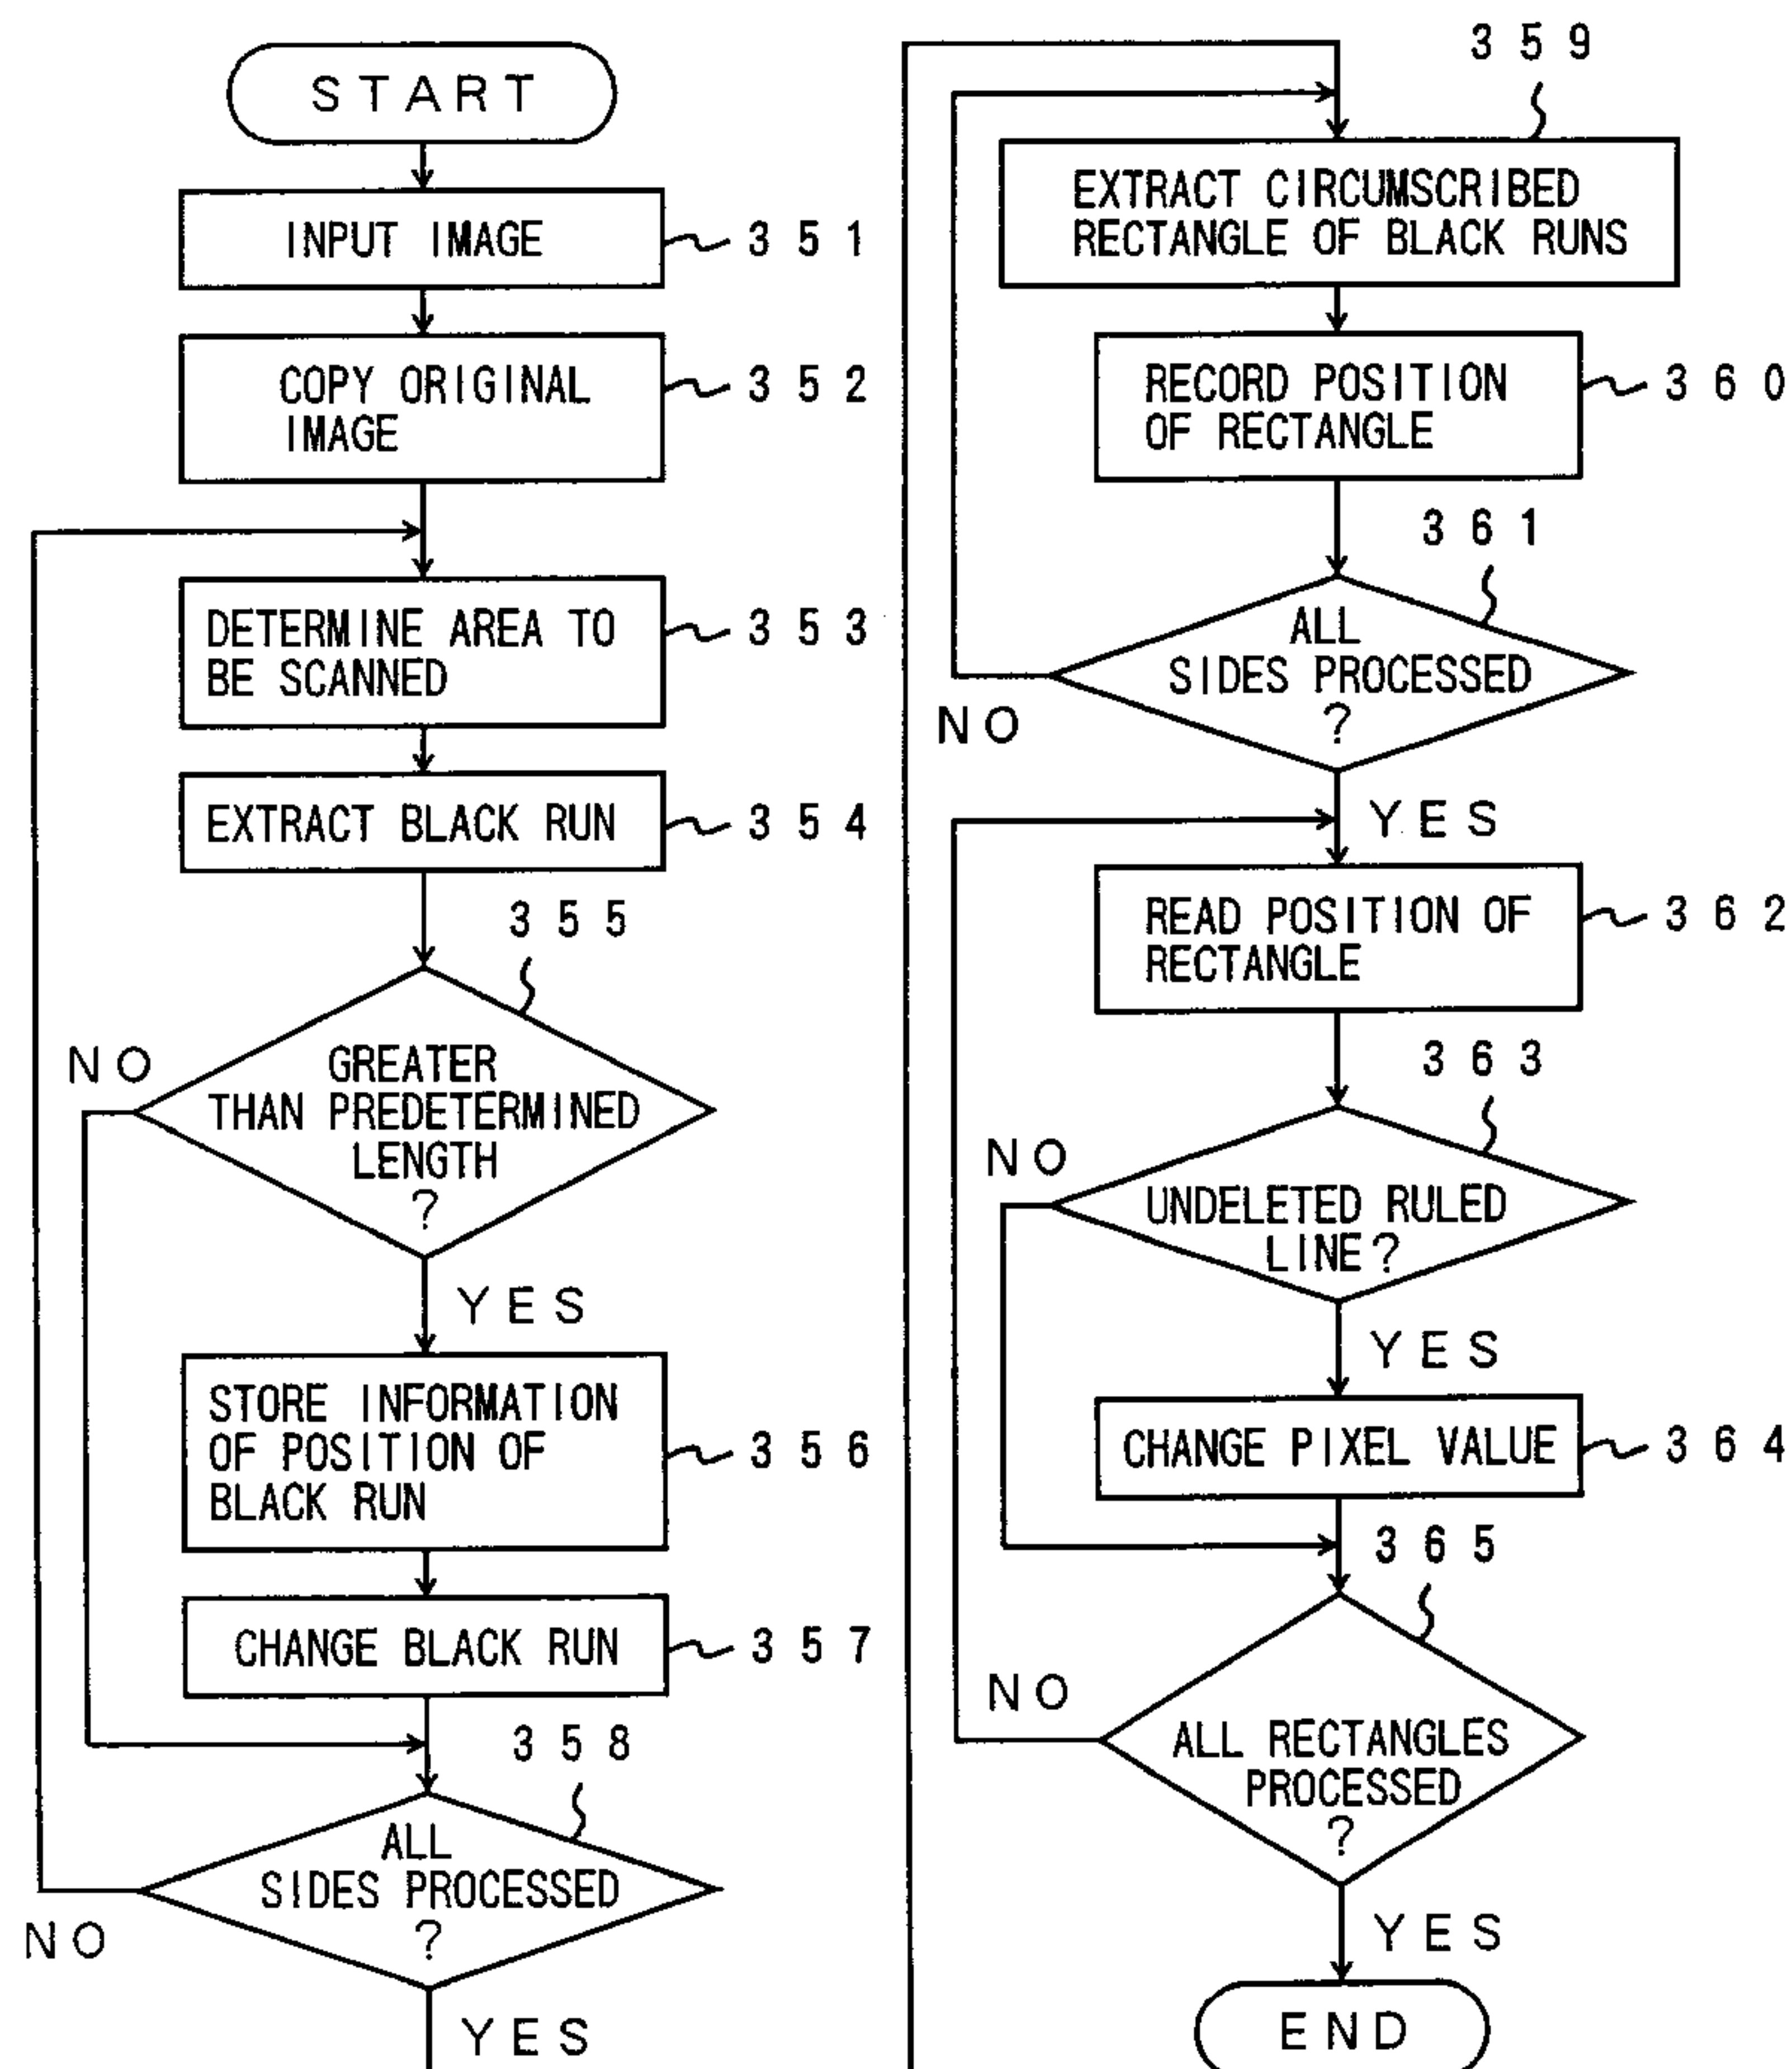 START
INPUT IMAGE
351
COPY ORIGINAL
IMAGE
352
DETERMINE AREA TO
BE SCANNED
353
EXTRACT BLACK RUN
354
355
GREATER
THAN PREDETERMINED
LENGTH
?
NO
YES
STORE INFORMATION
OF POSITION OF
BLACK RUN
356
CHANGE BLACK RUN
357
358
ALL
SIDES PROCESSED
?
NO
YES
359
EXTRACT CIRCUMSCRIBED
RECTANGLE OF BLACK RUNS
RECORD POSITION
OF RECTANGLE
360
361
ALL
SIDES PROCESSED
?
NO
YES
READ POSITION OF
RECTANGLE
362
363
NO
UNDELETED RULED
LINE?
YES
CHANGE PIXEL VALUE
364
365
NO
ALL RECTANGLES
PROCESSED
?
YES
END